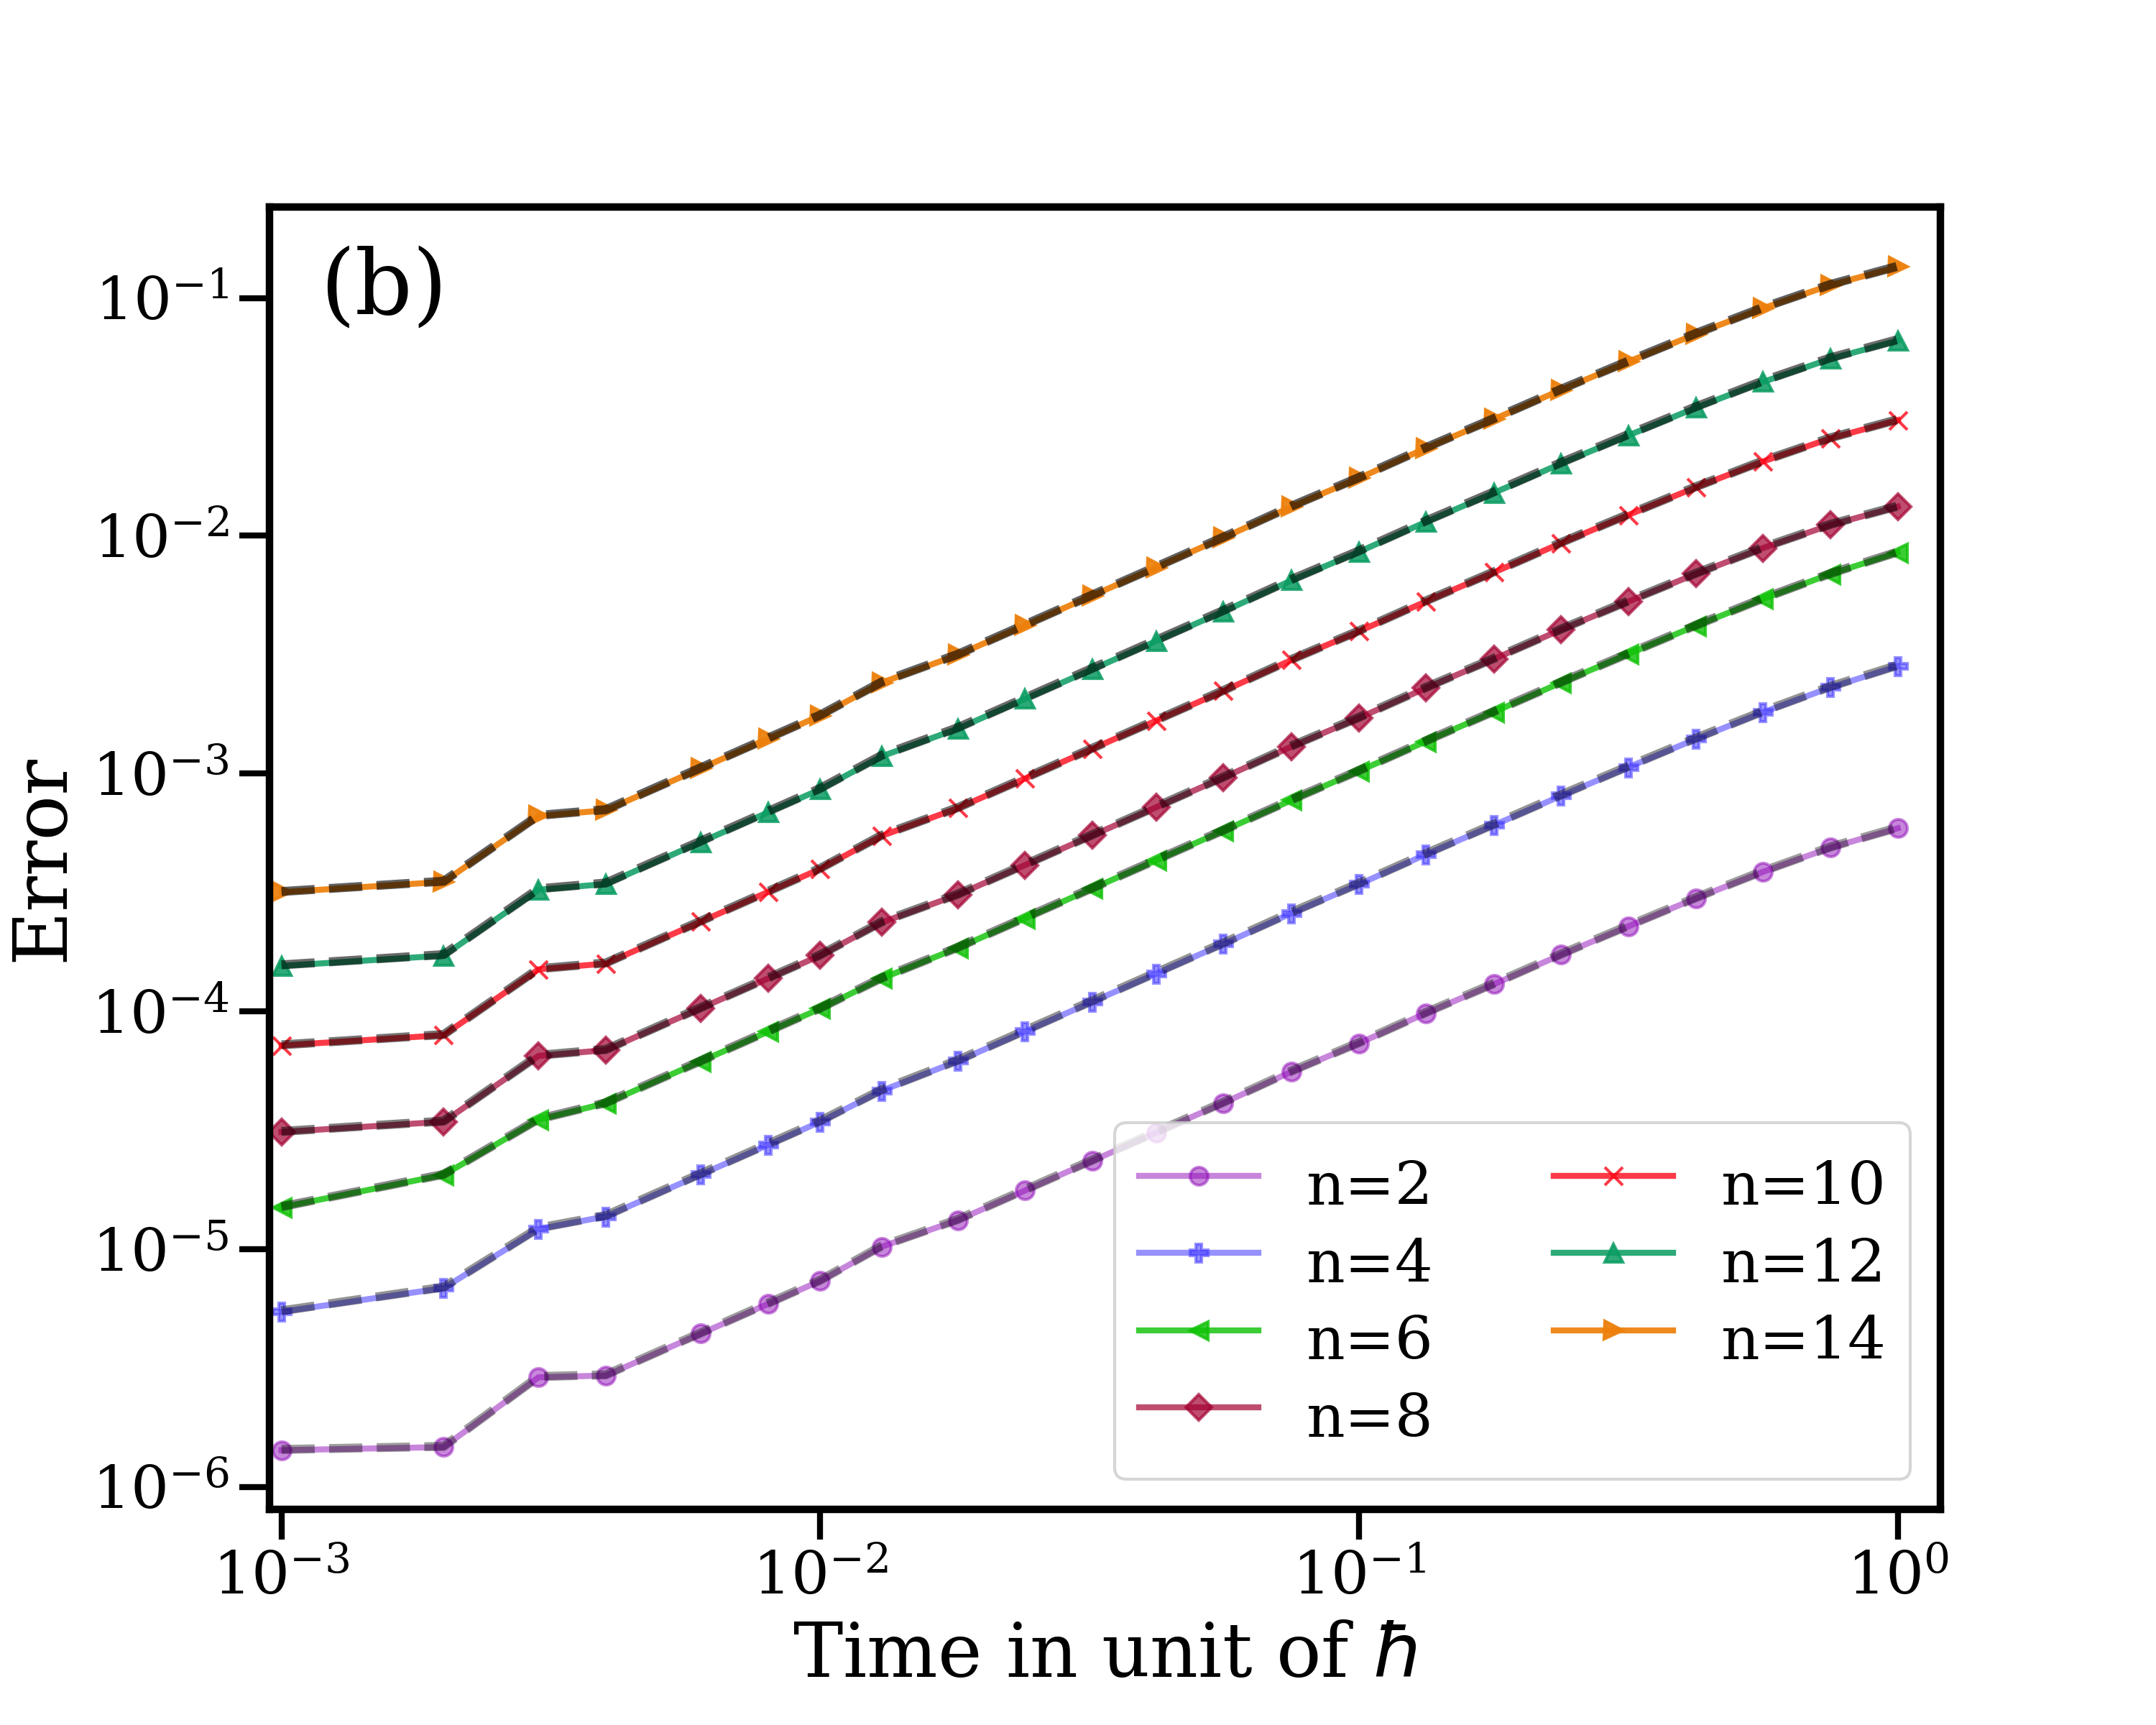 (b)
10⁻¹
10⁻²
10⁻³
10⁻⁴
10⁻⁵
10⁻⁶
Error
n=2
n=4
n=6
n=8
n=10
n=12
n=14
10⁻³ 10⁻² 10⁻¹ 10⁰
Time in unit of ℏ